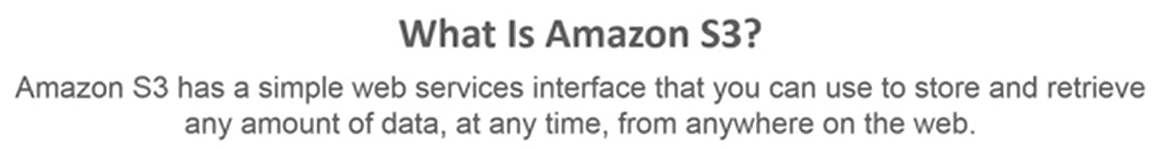 What Is Amazon S3?
Amazon S3 has a simple web services interface that you can use to store and retrieve
any amount of data, at any time, from anywhere on the web.